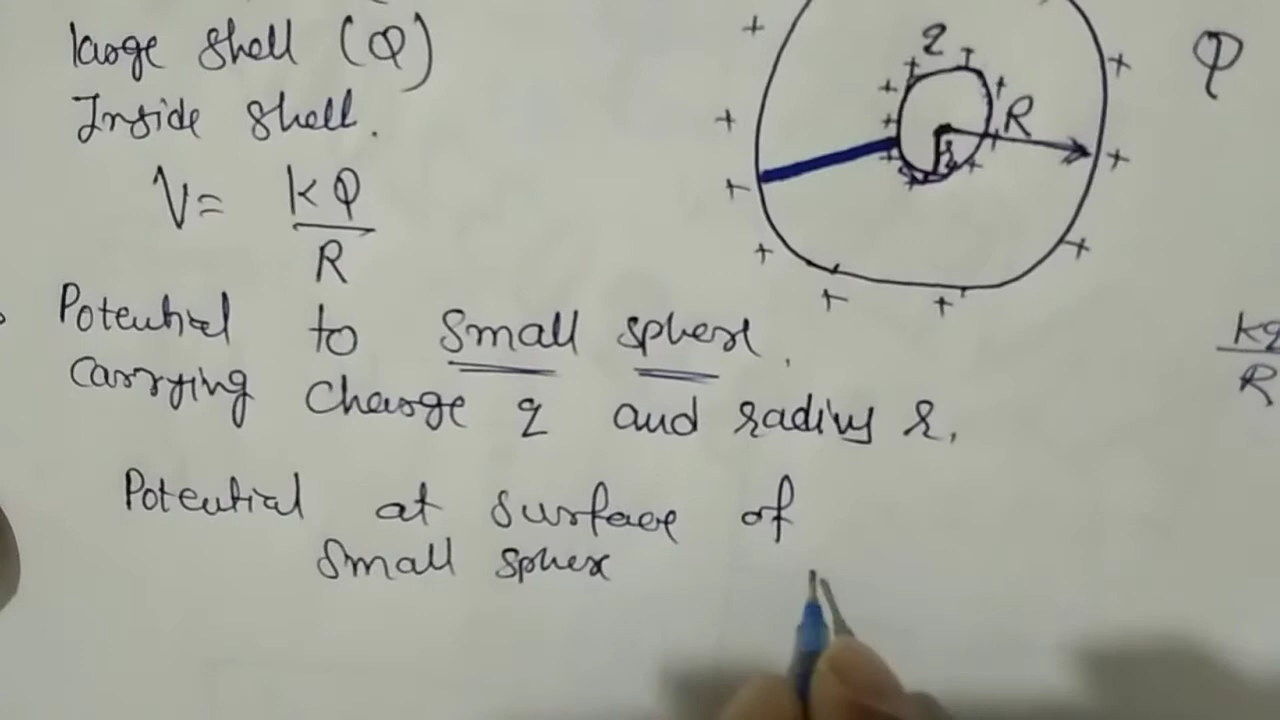 large shell (Q)
Inside shell.
V = kQ
R
Potential to small sphere.
carrying charge q and radius r.
Potential at surface of
small sphere
q
R
r
Q
kq
R